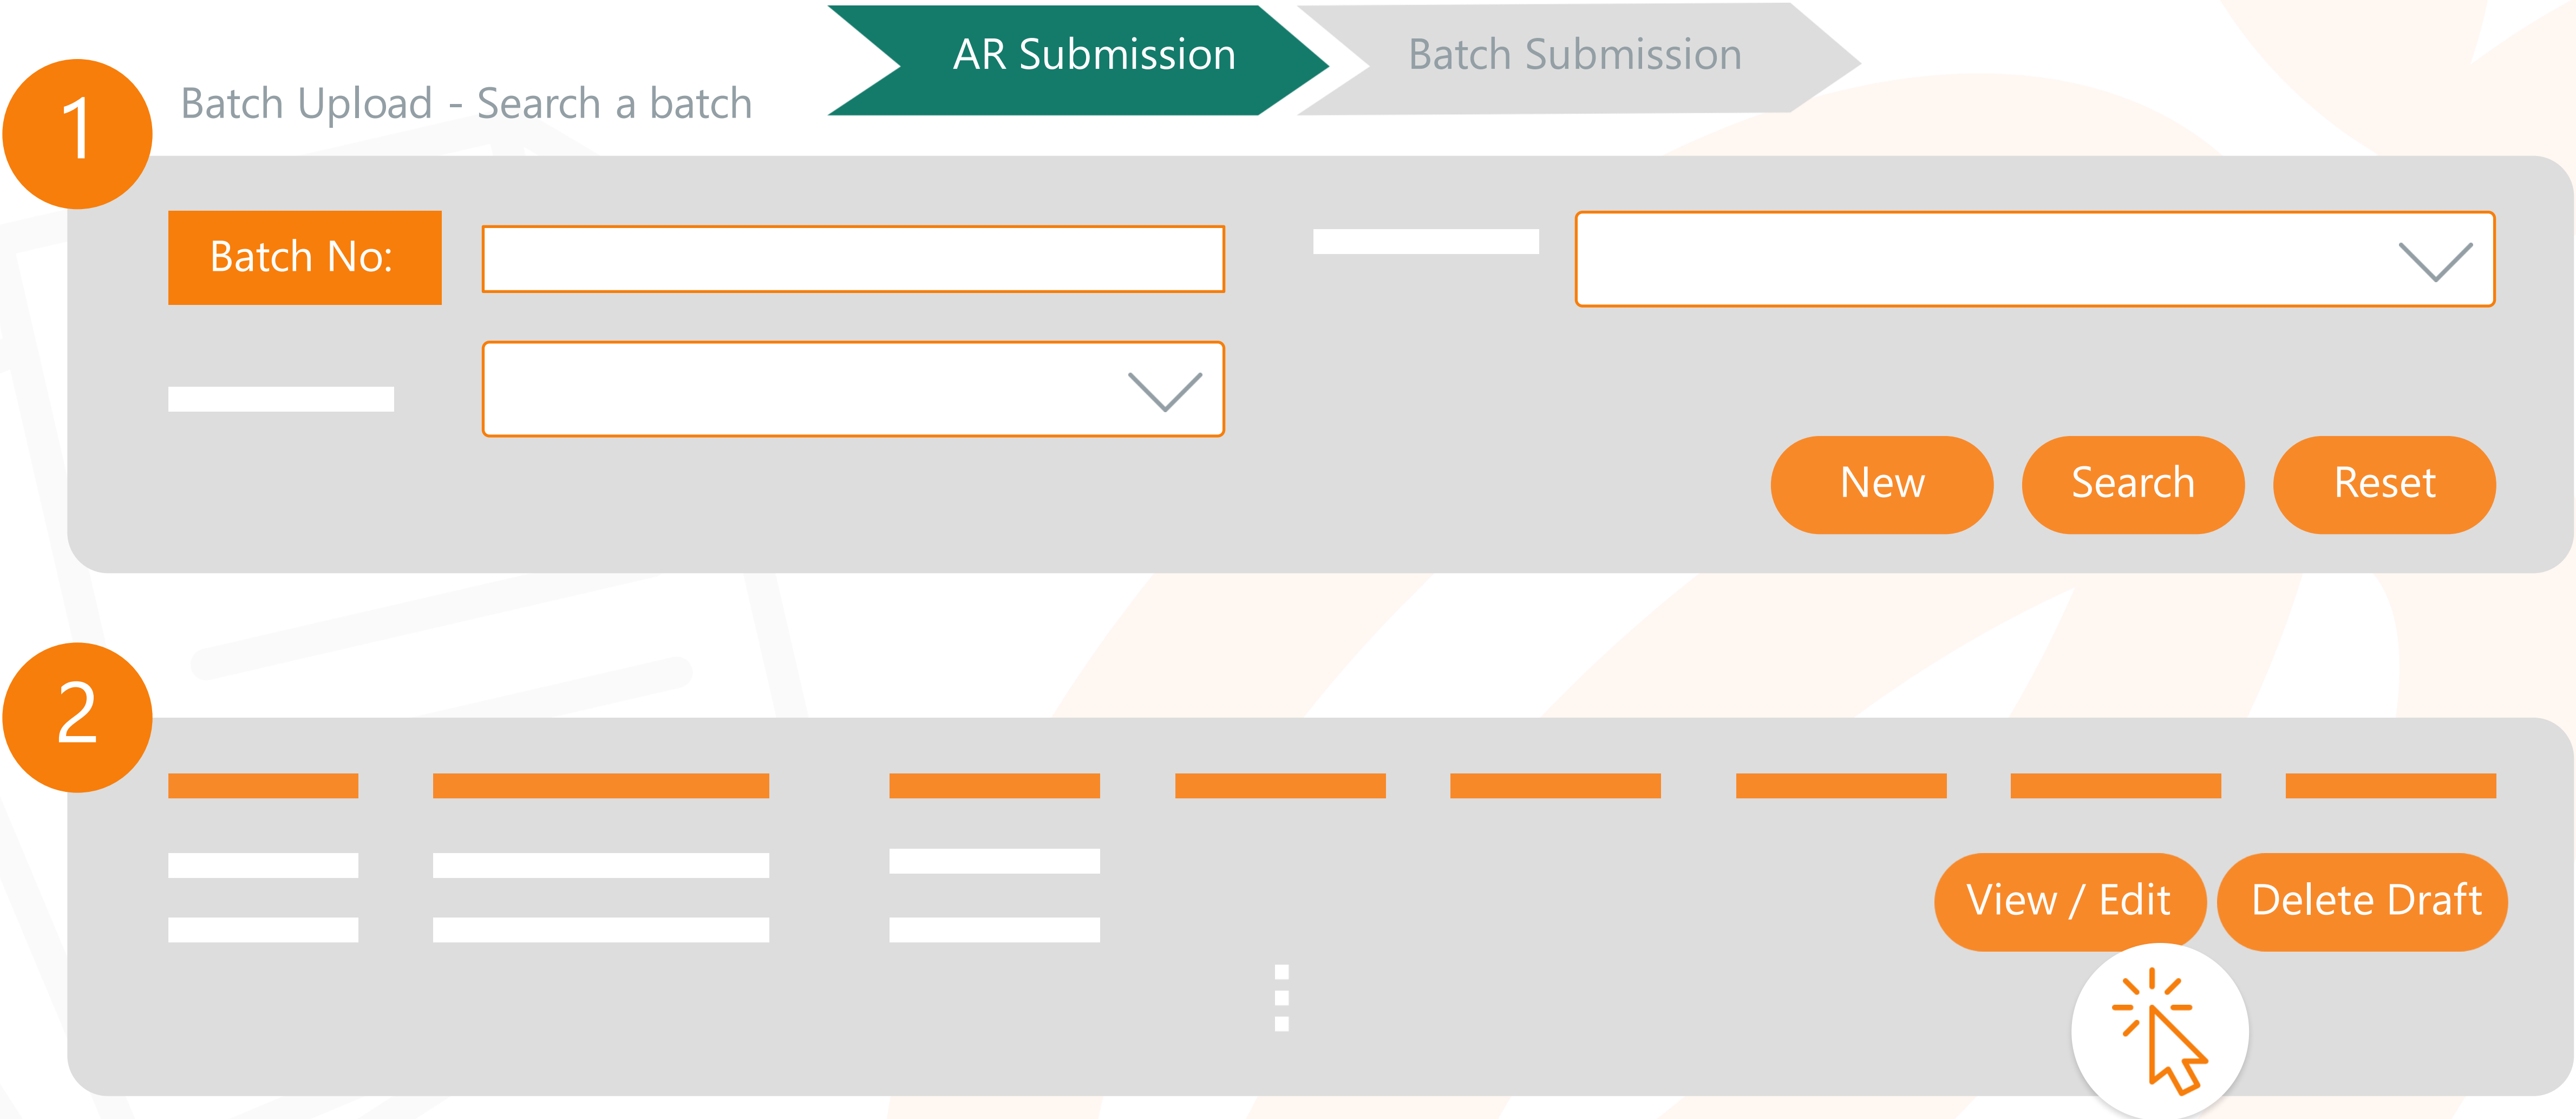 AR Submission
Batch Submission
1
Batch Upload - Search a batch
Batch No:
New
Search
Reset
2
View / Edit
Delete Draft